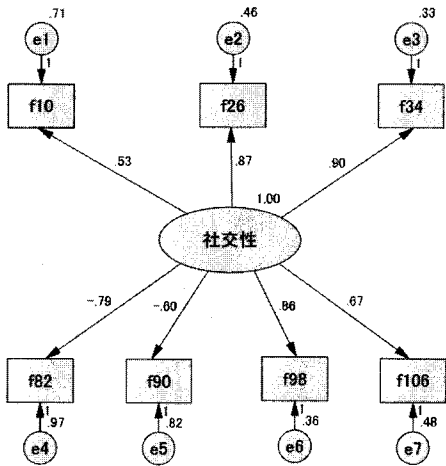 .71
.46
.33
e1
e2
e3
1
1
1
f10
f26
f34
.53
.87
.90
1.00
社交性
-.79
-.60
.86
.67
f82
f90
f98
f106
1
1
1
1
.97
.82
.36
.48
e4
e5
e6
e7